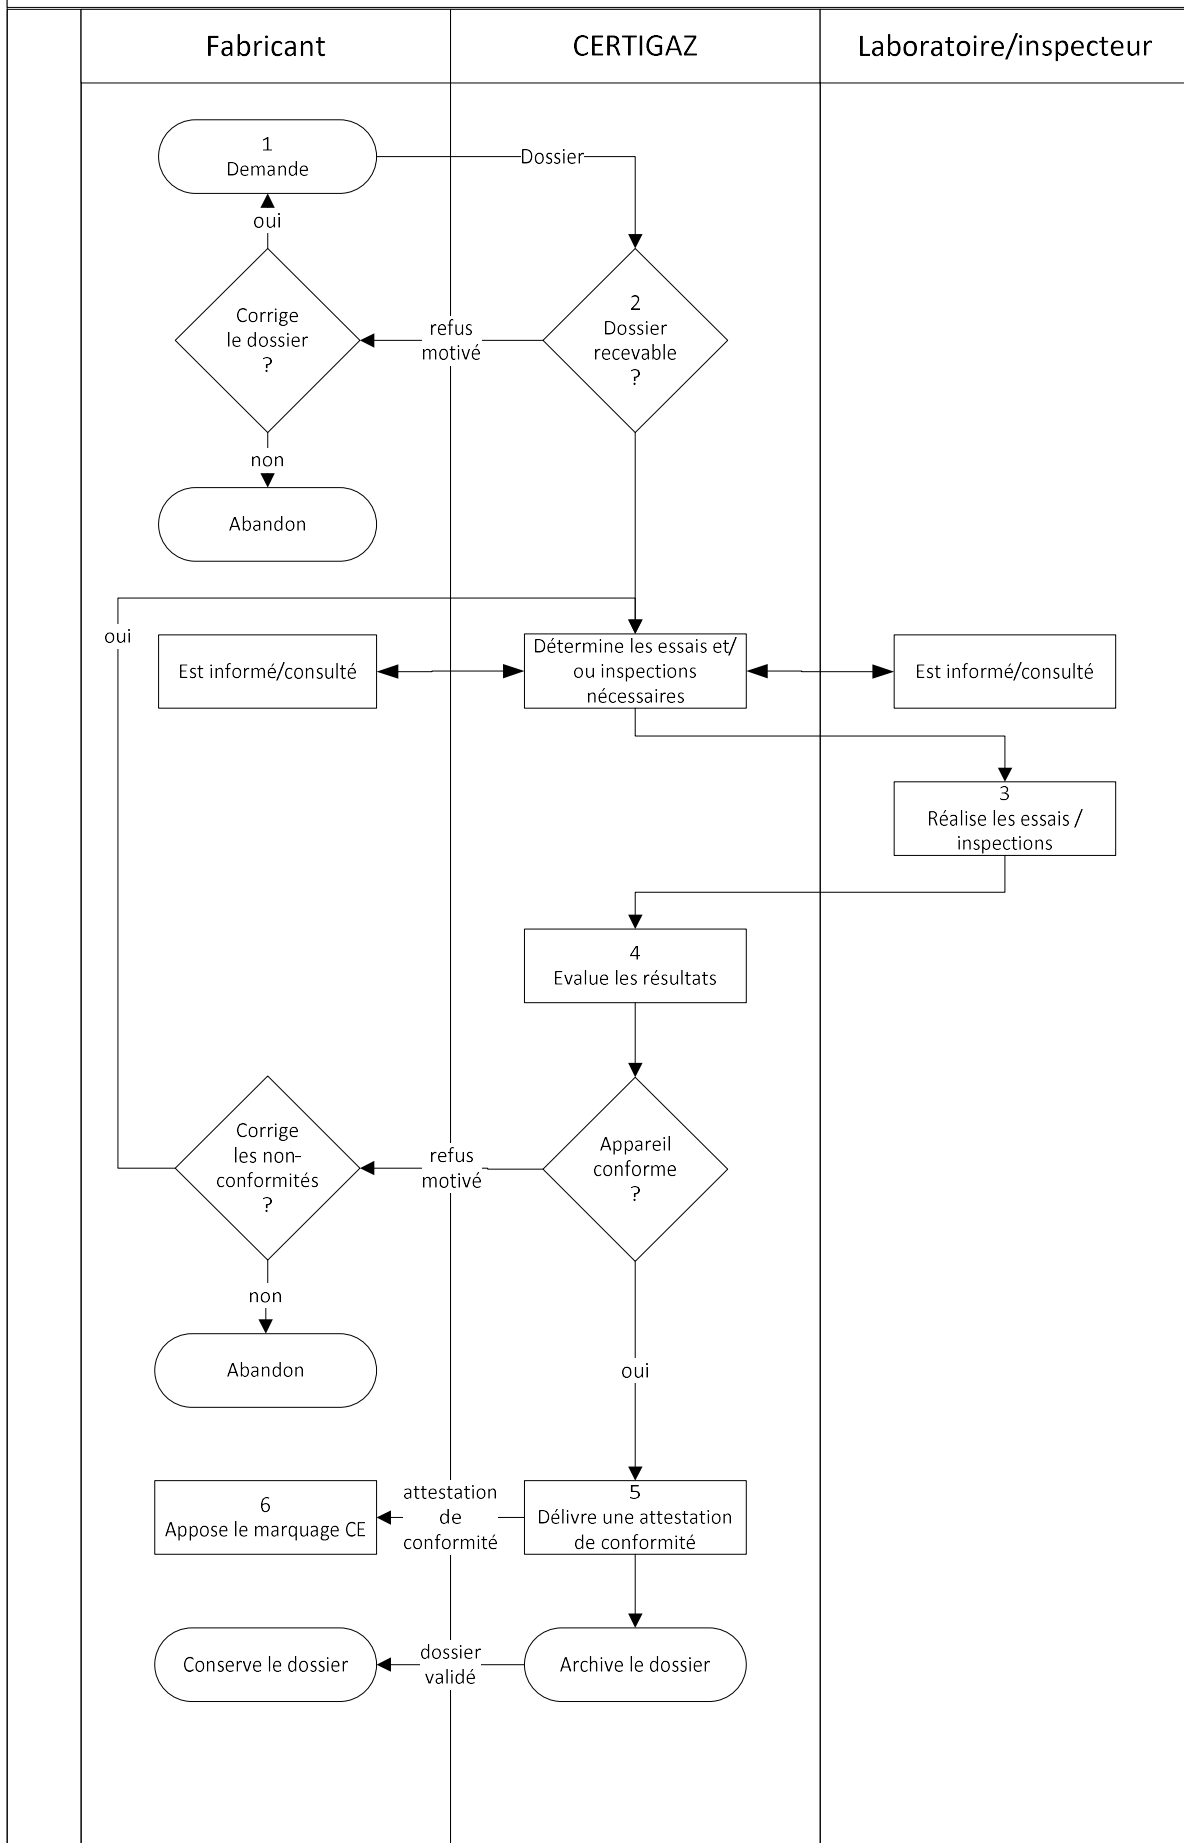 Fabricant
CERTIGAZ
Laboratoire/inspecteur
1
Demande
Dossier
oui
Corrige
le dossier
?
refus
motivé
2
Dossier
recevable
?
non
Abandon
oui
Est informé/consulté
Détermine les essais et/
ou inspections
nécessaires
Est informé/consulté
3
Réalise les essais /
inspections
4
Evalue les résultats
Corrige
les non-
conformités
?
refus
motivé
Appareil
conforme
?
non
Abandon
oui
6
Appose le marquage CE
attestation
de
conformité
5
Délivre une attestation
de conformité
Conserve le dossier
dossier
validé
Archive le dossier